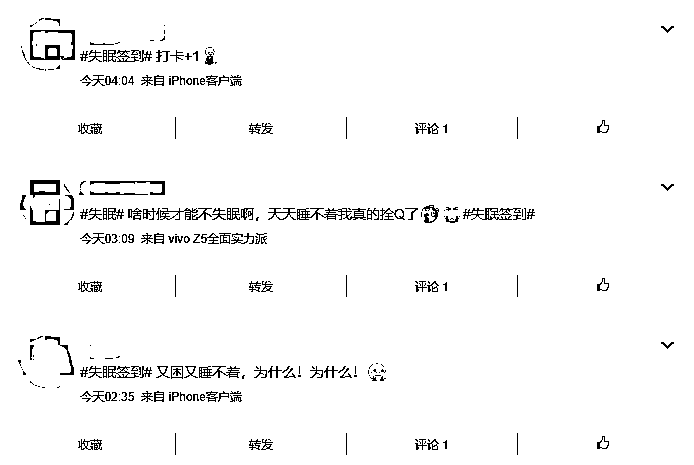 #失眠签到# 打卡+1
今天04:04 来自 iPhone客户端
收藏 转发 评论 1
#失眠# 啥时候才能不失眠啊，天天睡不着我真的拴Q了 #失眠签到#
今天03:09 来自 vivo Z5全面实力派
收藏 转发 评论 1
#失眠签到# 又困又睡不着，为什么！为什么！
今天02:35 来自 iPhone客户端
收藏 转发 评论 1